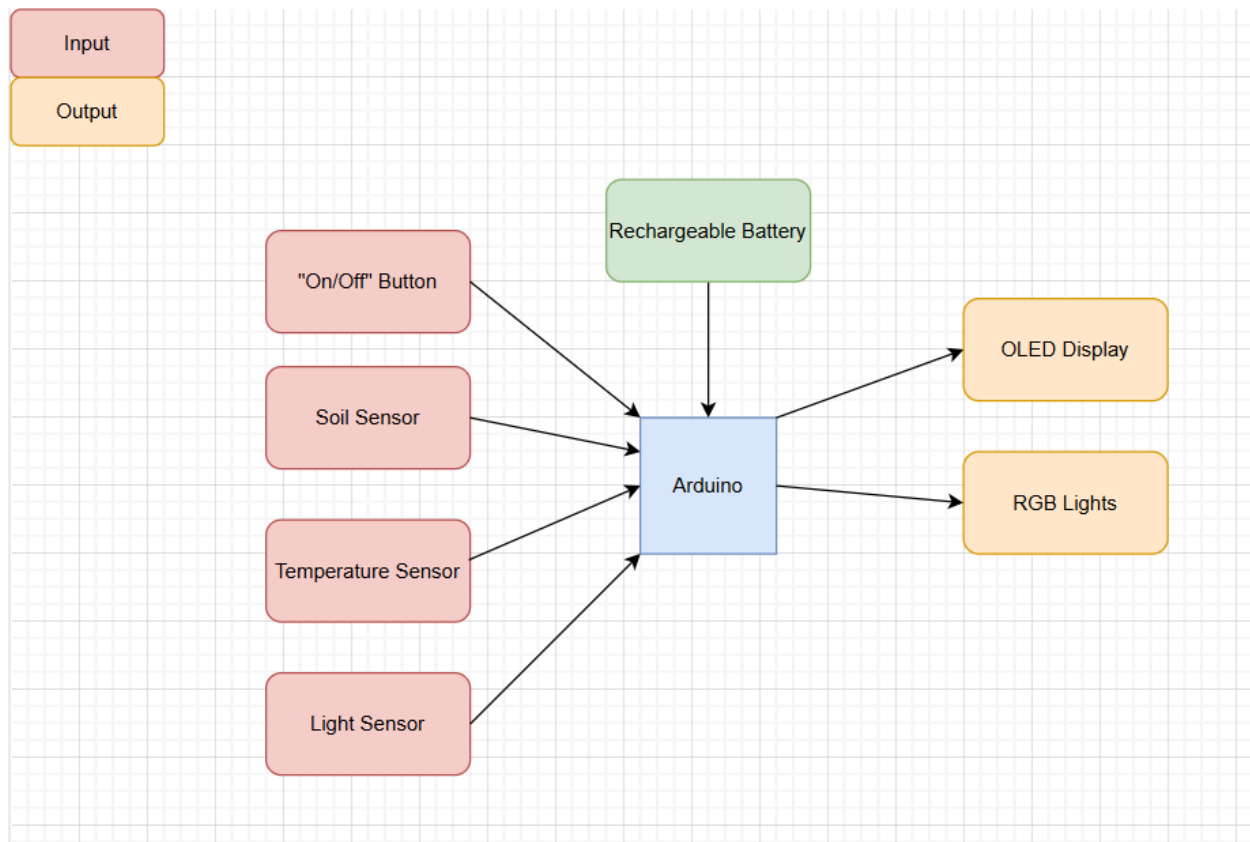 Input
Output
Rechargeable Battery
"On/Off" Button
OLED Display
Soil Sensor
Arduino
RGB Lights
Temperature Sensor
Light Sensor